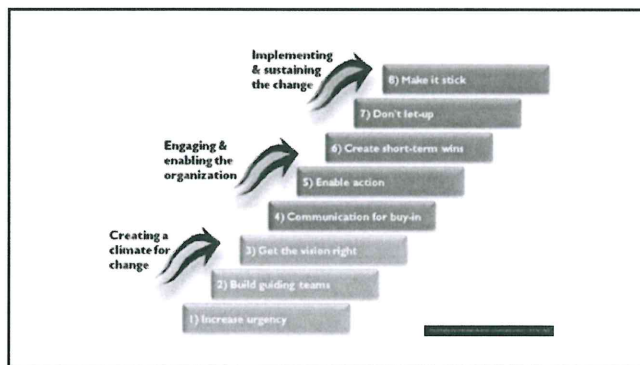 Implementing
& sustaining
the change
8) Make it stick
7) Don't let-up
Engaging &
enabling the
organization
6) Create short-term wins
5) Enable action
4) Communication for buy-in
Creating a
climate for
change
3) Get the vision right
2) Build guiding teams
1) Increase urgency